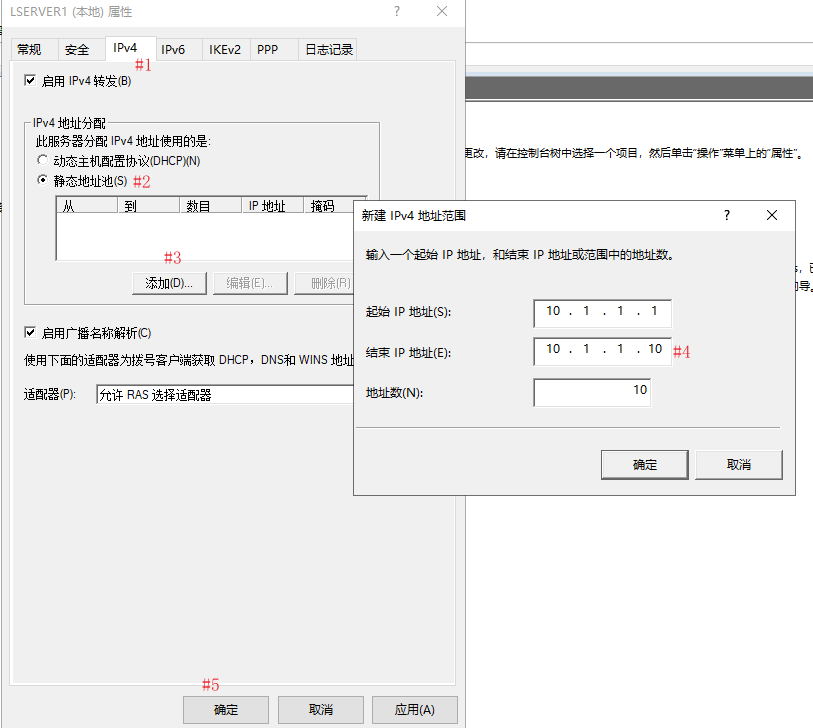 LSERVER1 (本地) 属性
?
常规 安全 IPv4 IPv6 IKEv2 PPP 日志记录
#1
启用 IPv4 转发(B)
IPv4 地址分配
此服务器分配 IPv4 地址使用的是:
动态主机配置协议(DHCP)(N)
静态地址池(S) #2
从 到 数目 IP 地址 掩码
#3
添加(D)... 编辑(E)... 删除(R)
启用广播名称解析(C)
使用下面的适配器为拔号客户端获取 DHCP，DNS和 WINS 地址
适配器(P): 允许 RAS 选择适配器
#5
确定 取消 应用(A)
更改，请在控制台树中选择一个项目，然后单击“操作”菜单上的“属性”。
新建 IPv4 地址范围 ?
输入一个起始 IP 地址，和结束 IP 地址或范围中的地址数。
起始 IP 地址(S): 10 . 1 . 1 . 1
结束 IP 地址(E): 10 . 1 . 1 . 10 #4
地址数(N): 10
确定 取消